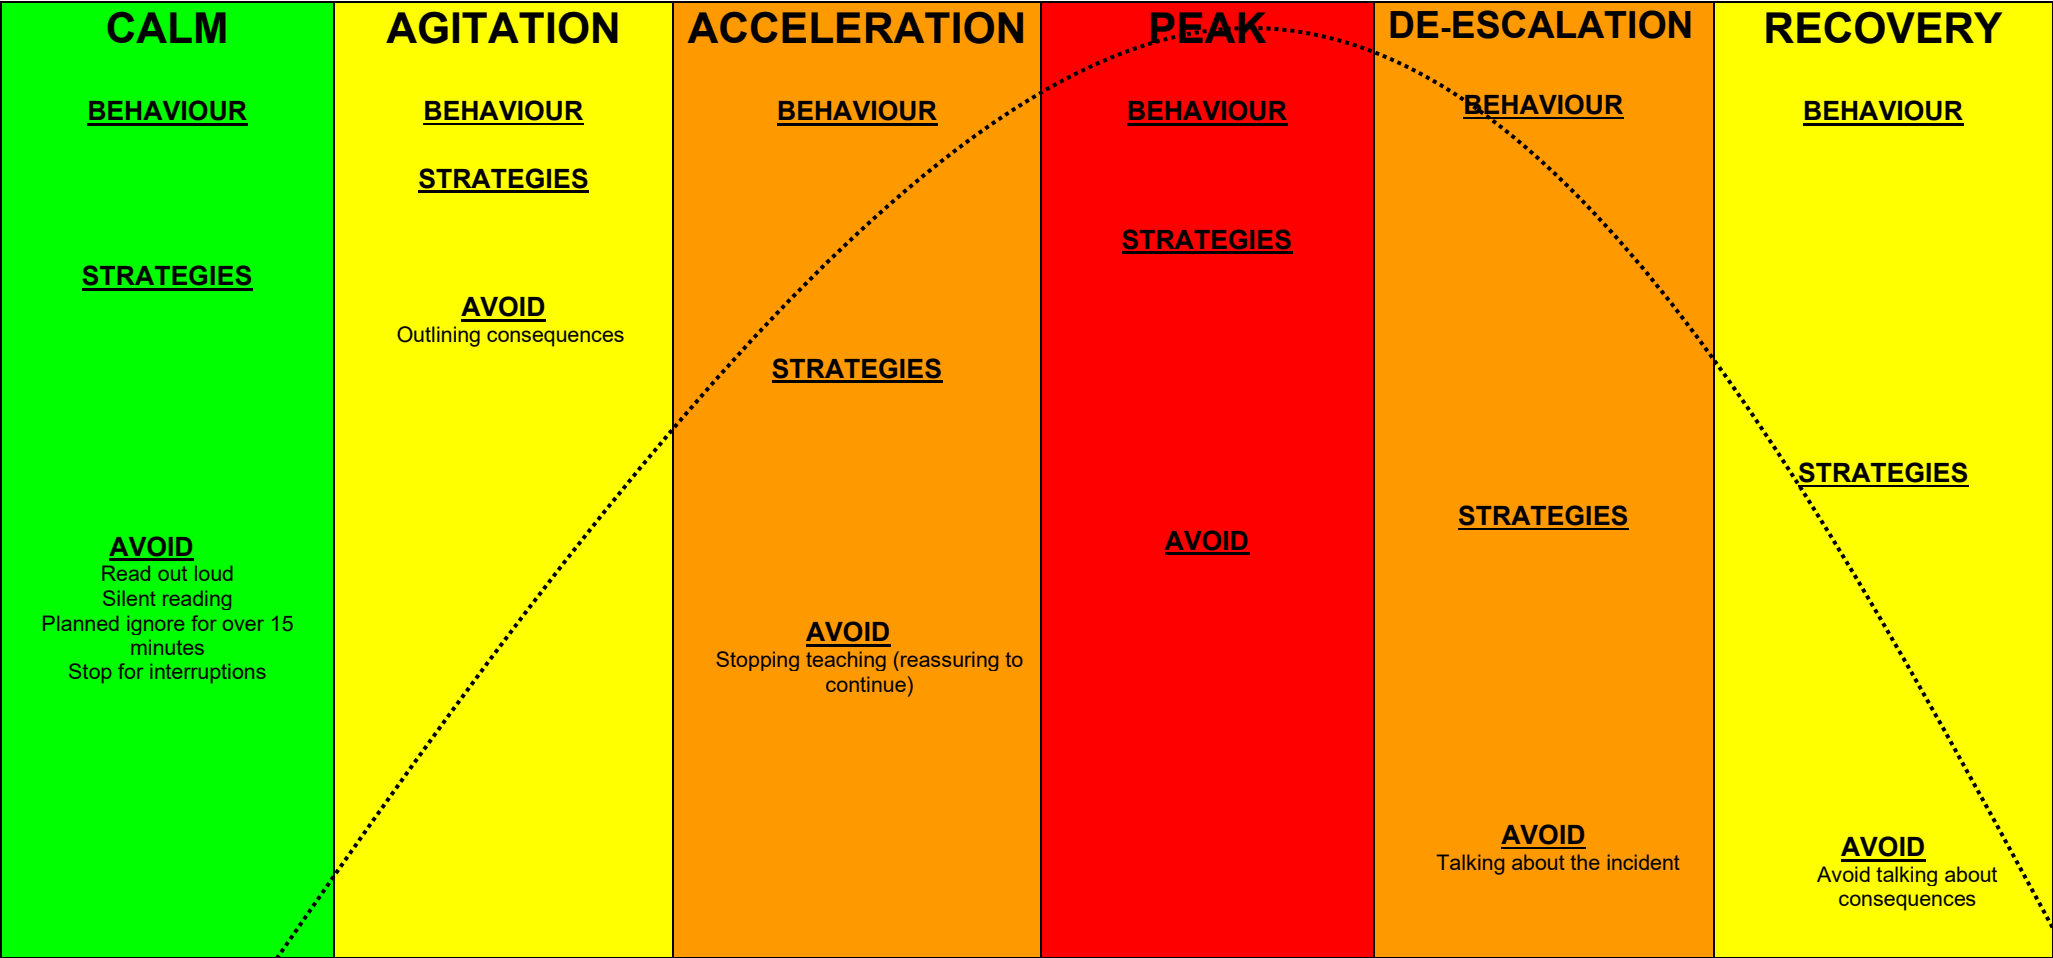 CALM
BEHAVIOUR
STRATEGIES
AVOID
Read out loud
Silent reading
Planned ignore for over 15
minutes
Stop for interruptions
AGITATION
BEHAVIOUR
STRATEGIES
AVOID
Outlining consequences
ACCELERATION
BEHAVIOUR
STRATEGIES
AVOID
Stopping teaching (reassuring to
continue)
PEAK
BEHAVIOUR
STRATEGIES
AVOID
DE-ESCALATION
BEHAVIOUR
STRATEGIES
AVOID
Talking about the incident
RECOVERY
BEHAVIOUR
STRATEGIES
AVOID
Avoid talking about
consequences